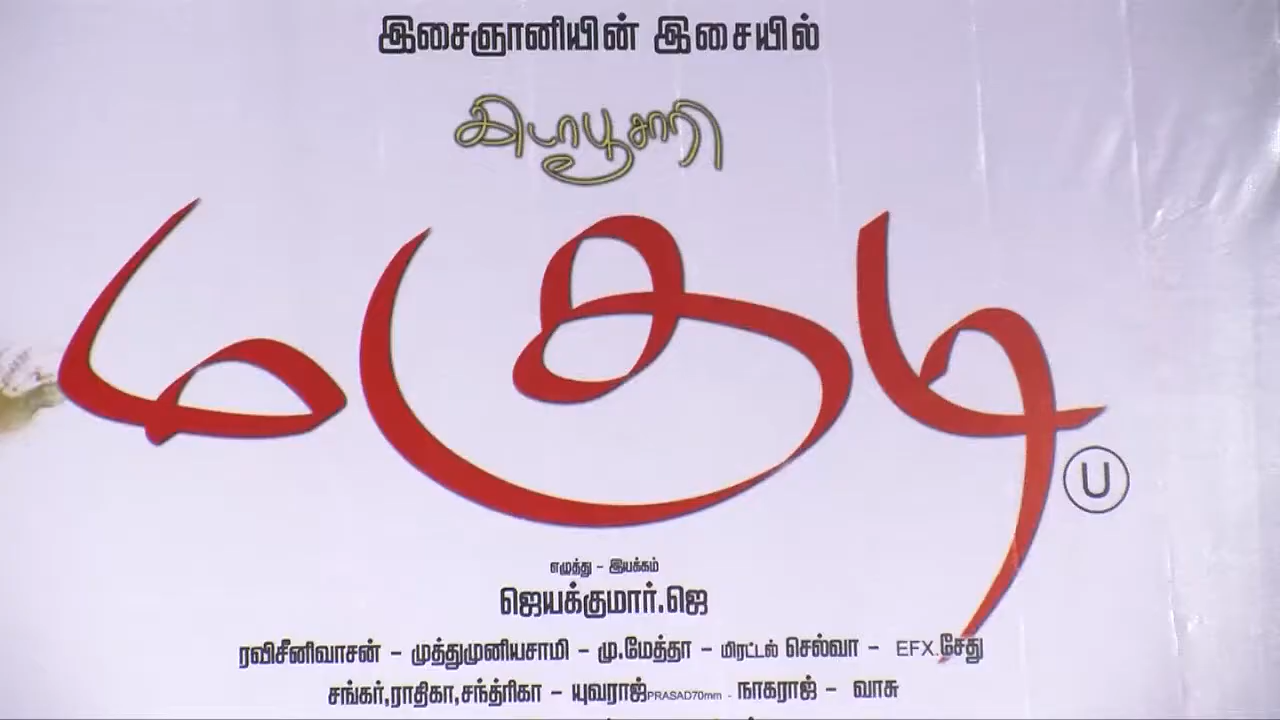 இசைஞானியின் இசையில்
கிடாபூசாரி
மகுடி
U
எழுத்து - இயக்கம்
ஜெயக்குமார்.ஜெ
ரவிசீனிவாசன் - முத்துமுனியசாமி - மு.மேத்தா - மிரட்டல் செல்வா - EFX.சேது
சங்கர்,ராதிகா,சந்த்ரிகா - யுவராஜ் PRASAD70mm - நாகராஜ் - வாசு